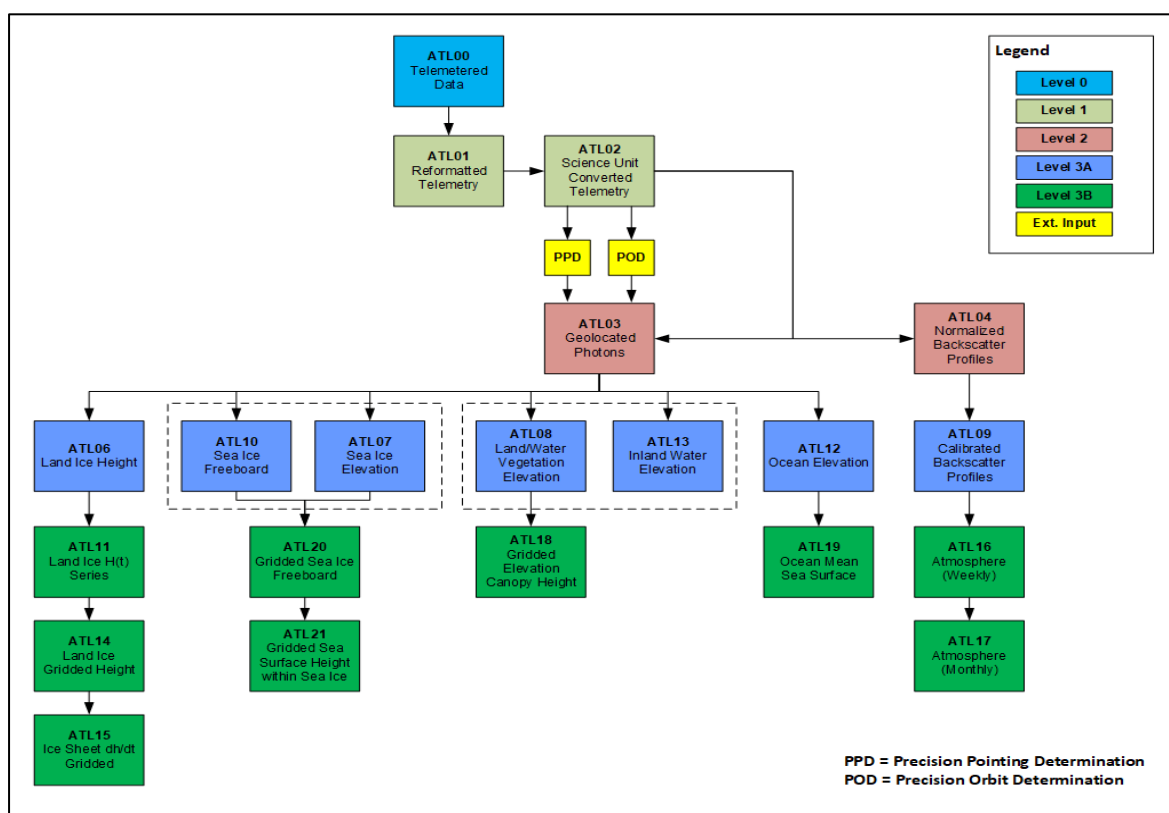 ATL00
Telemetered
Data
Legend
Level 0
Level 1
Level 2
Level 3A
Level 3B
Ext. Input
ATL01
Reformatted
Telemetry
ATL02
Science Unit
Converted
Telemetry
PPD
POD
ATL03
Geolocated
Photons
ATL04
Normalized
Backscatter
Profiles
ATL06
Land Ice Height
ATL10
Sea Ice
Freeboard
ATL07
Sea Ice
Elevation
ATL08
Land/Water
Vegetation
Elevation
ATL13
Inland Water
Elevation
ATL12
Ocean Elevation
ATL09
Calibrated
Backscatter
Profiles
ATL11
Land Ice H(t)
Series
ATL20
Gridded Sea Ice
Freeboard
ATL18
Gridded
Elevation
Canopy Height
ATL19
Ocean Mean
Sea Surface
ATL16
Atmosphere
(Weekly)
ATL14
Land Ice
Gridded Height
ATL21
Gridded Sea
Surface Height
within Sea Ice
ATL17
Atmosphere
(Monthly)
ATL15
Ice Sheet dh/dt
Gridded
PPD = Precision Pointing Determination
POD = Precision Orbit Determination